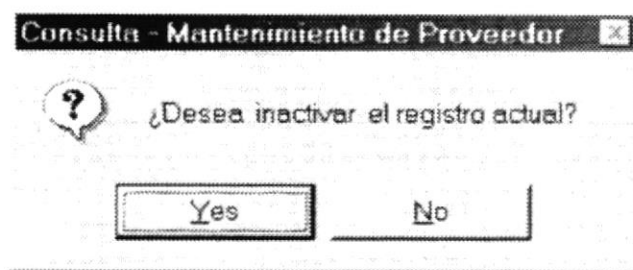 Consulta - Mantenimiento de Proveedor
?
¿Desea inactivar el registro actual?
Yes
No